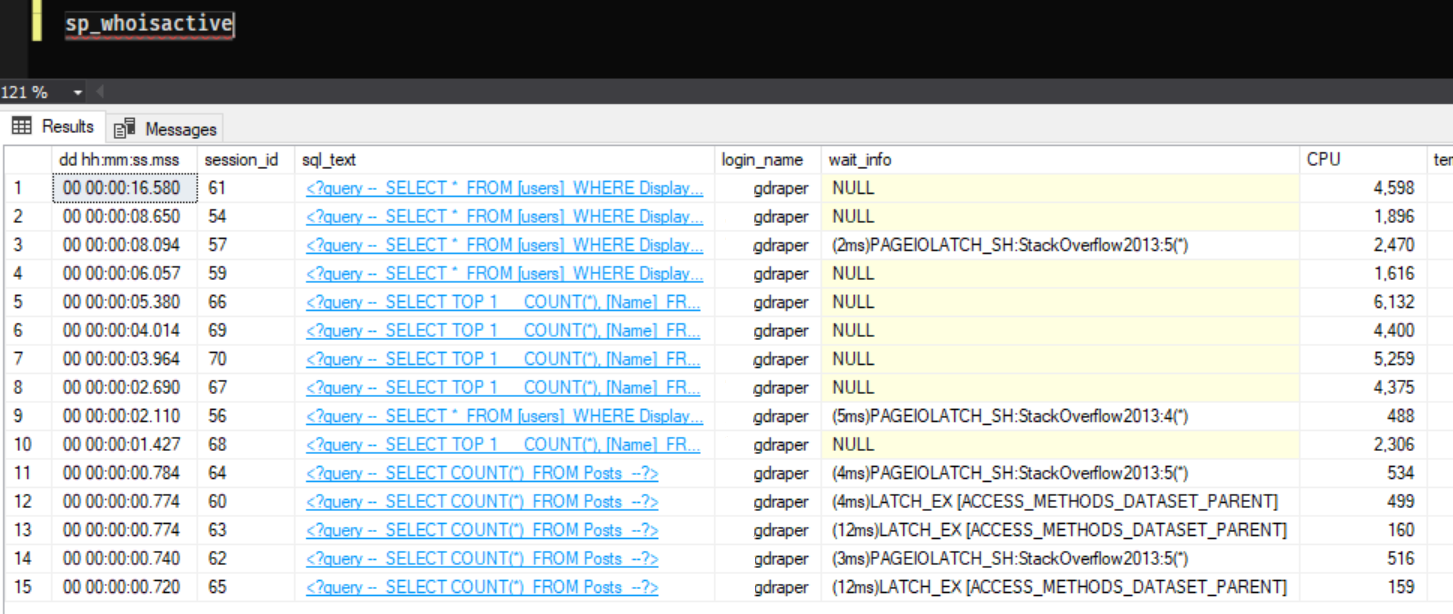 sp_whoisactive
121 %
Results Messages
dd hh:mm:ss.mss session_id sql_text login_name wait_info CPU ter
1 00 00:00:16.580 61 <?query -- SELECT * FROM [users] WHERE Display... gdraper NULL 4,598
2 00 00:00:08.650 54 <?query -- SELECT * FROM [users] WHERE Display... gdraper NULL 1,896
3 00 00:00:08.094 57 <?query -- SELECT * FROM [users] WHERE Display... gdraper (2ms)PAGEIOLATCH_SH:StackOverflow2013:5(*) 2,470
4 00 00:00:06.057 59 <?query -- SELECT * FROM [users] WHERE Display... gdraper NULL 1,616
5 00 00:00:05.380 66 <?query -- SELECT TOP 1 COUNT(*), [Name] FR... gdraper NULL 6,132
6 00 00:00:04.014 69 <?query -- SELECT TOP 1 COUNT(*), [Name] FR... gdraper NULL 4,400
7 00 00:00:03.964 70 <?query -- SELECT TOP 1 COUNT(*), [Name] FR... gdraper NULL 5,259
8 00 00:00:02.690 67 <?query -- SELECT TOP 1 COUNT(*), [Name] FR... gdraper NULL 4,375
9 00 00:00:02.110 56 <?query -- SELECT * FROM [users] WHERE Display... gdraper (5ms)PAGEIOLATCH_SH:StackOverflow2013:4(*) 488
10 00 00:00:01.427 68 <?query -- SELECT TOP 1 COUNT(*), [Name] FR... gdraper NULL 2,306
11 00 00:00:00.784 64 <?query -- SELECT COUNT(*) FROM Posts --?> gdraper (4ms)PAGEIOLATCH_SH:StackOverflow2013:5(*) 534
12 00 00:00:00.774 60 <?query -- SELECT COUNT(*) FROM Posts --?> gdraper (4ms)LATCH_EX [ACCESS_METHODS_DATASET_PARENT] 499
13 00 00:00:00.774 63 <?query -- SELECT COUNT(*) FROM Posts --?> gdraper (12ms)LATCH_EX [ACCESS_METHODS_DATASET_PARENT] 160
14 00 00:00:00.740 62 <?query -- SELECT COUNT(*) FROM Posts --?> gdraper (3ms)PAGEIOLATCH_SH:StackOverflow2013:5(*) 516
15 00 00:00:00.720 65 <?query -- SELECT COUNT(*) FROM Posts --?> gdraper (12ms)LATCH_EX [ACCESS_METHODS_DATASET_PARENT] 159